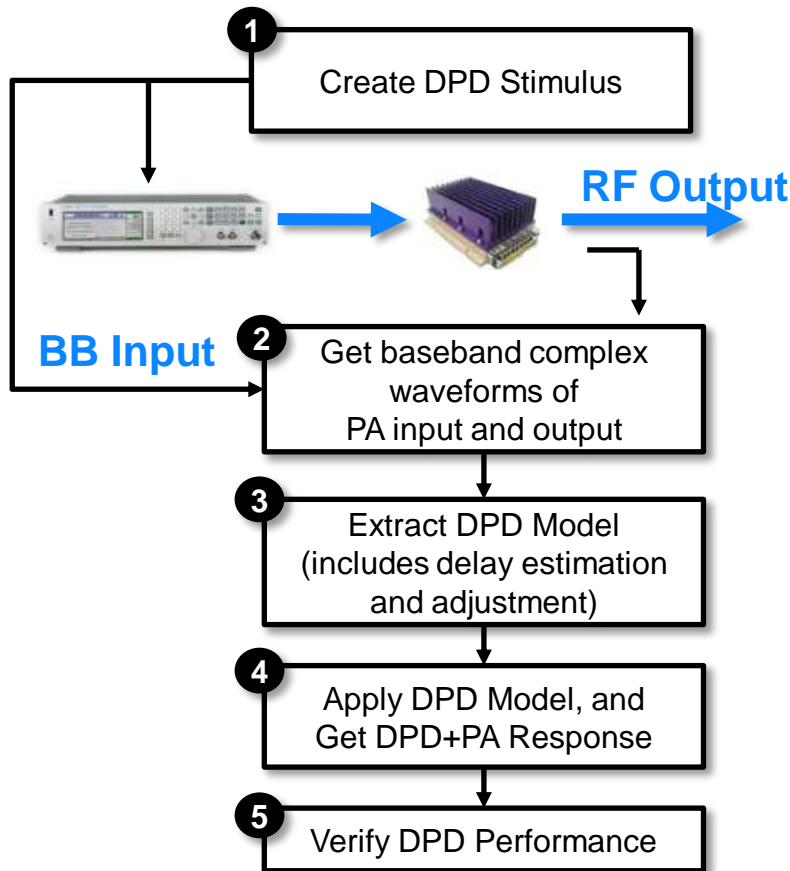 1
Create DPD Stimulus
RF Output
BB Input
2
Get baseband complex
waveforms of
PA input and output
3
Extract DPD Model
(includes delay estimation
and adjustment)
4
Apply DPD Model, and
Get DPD+PA Response
5
Verify DPD Performance